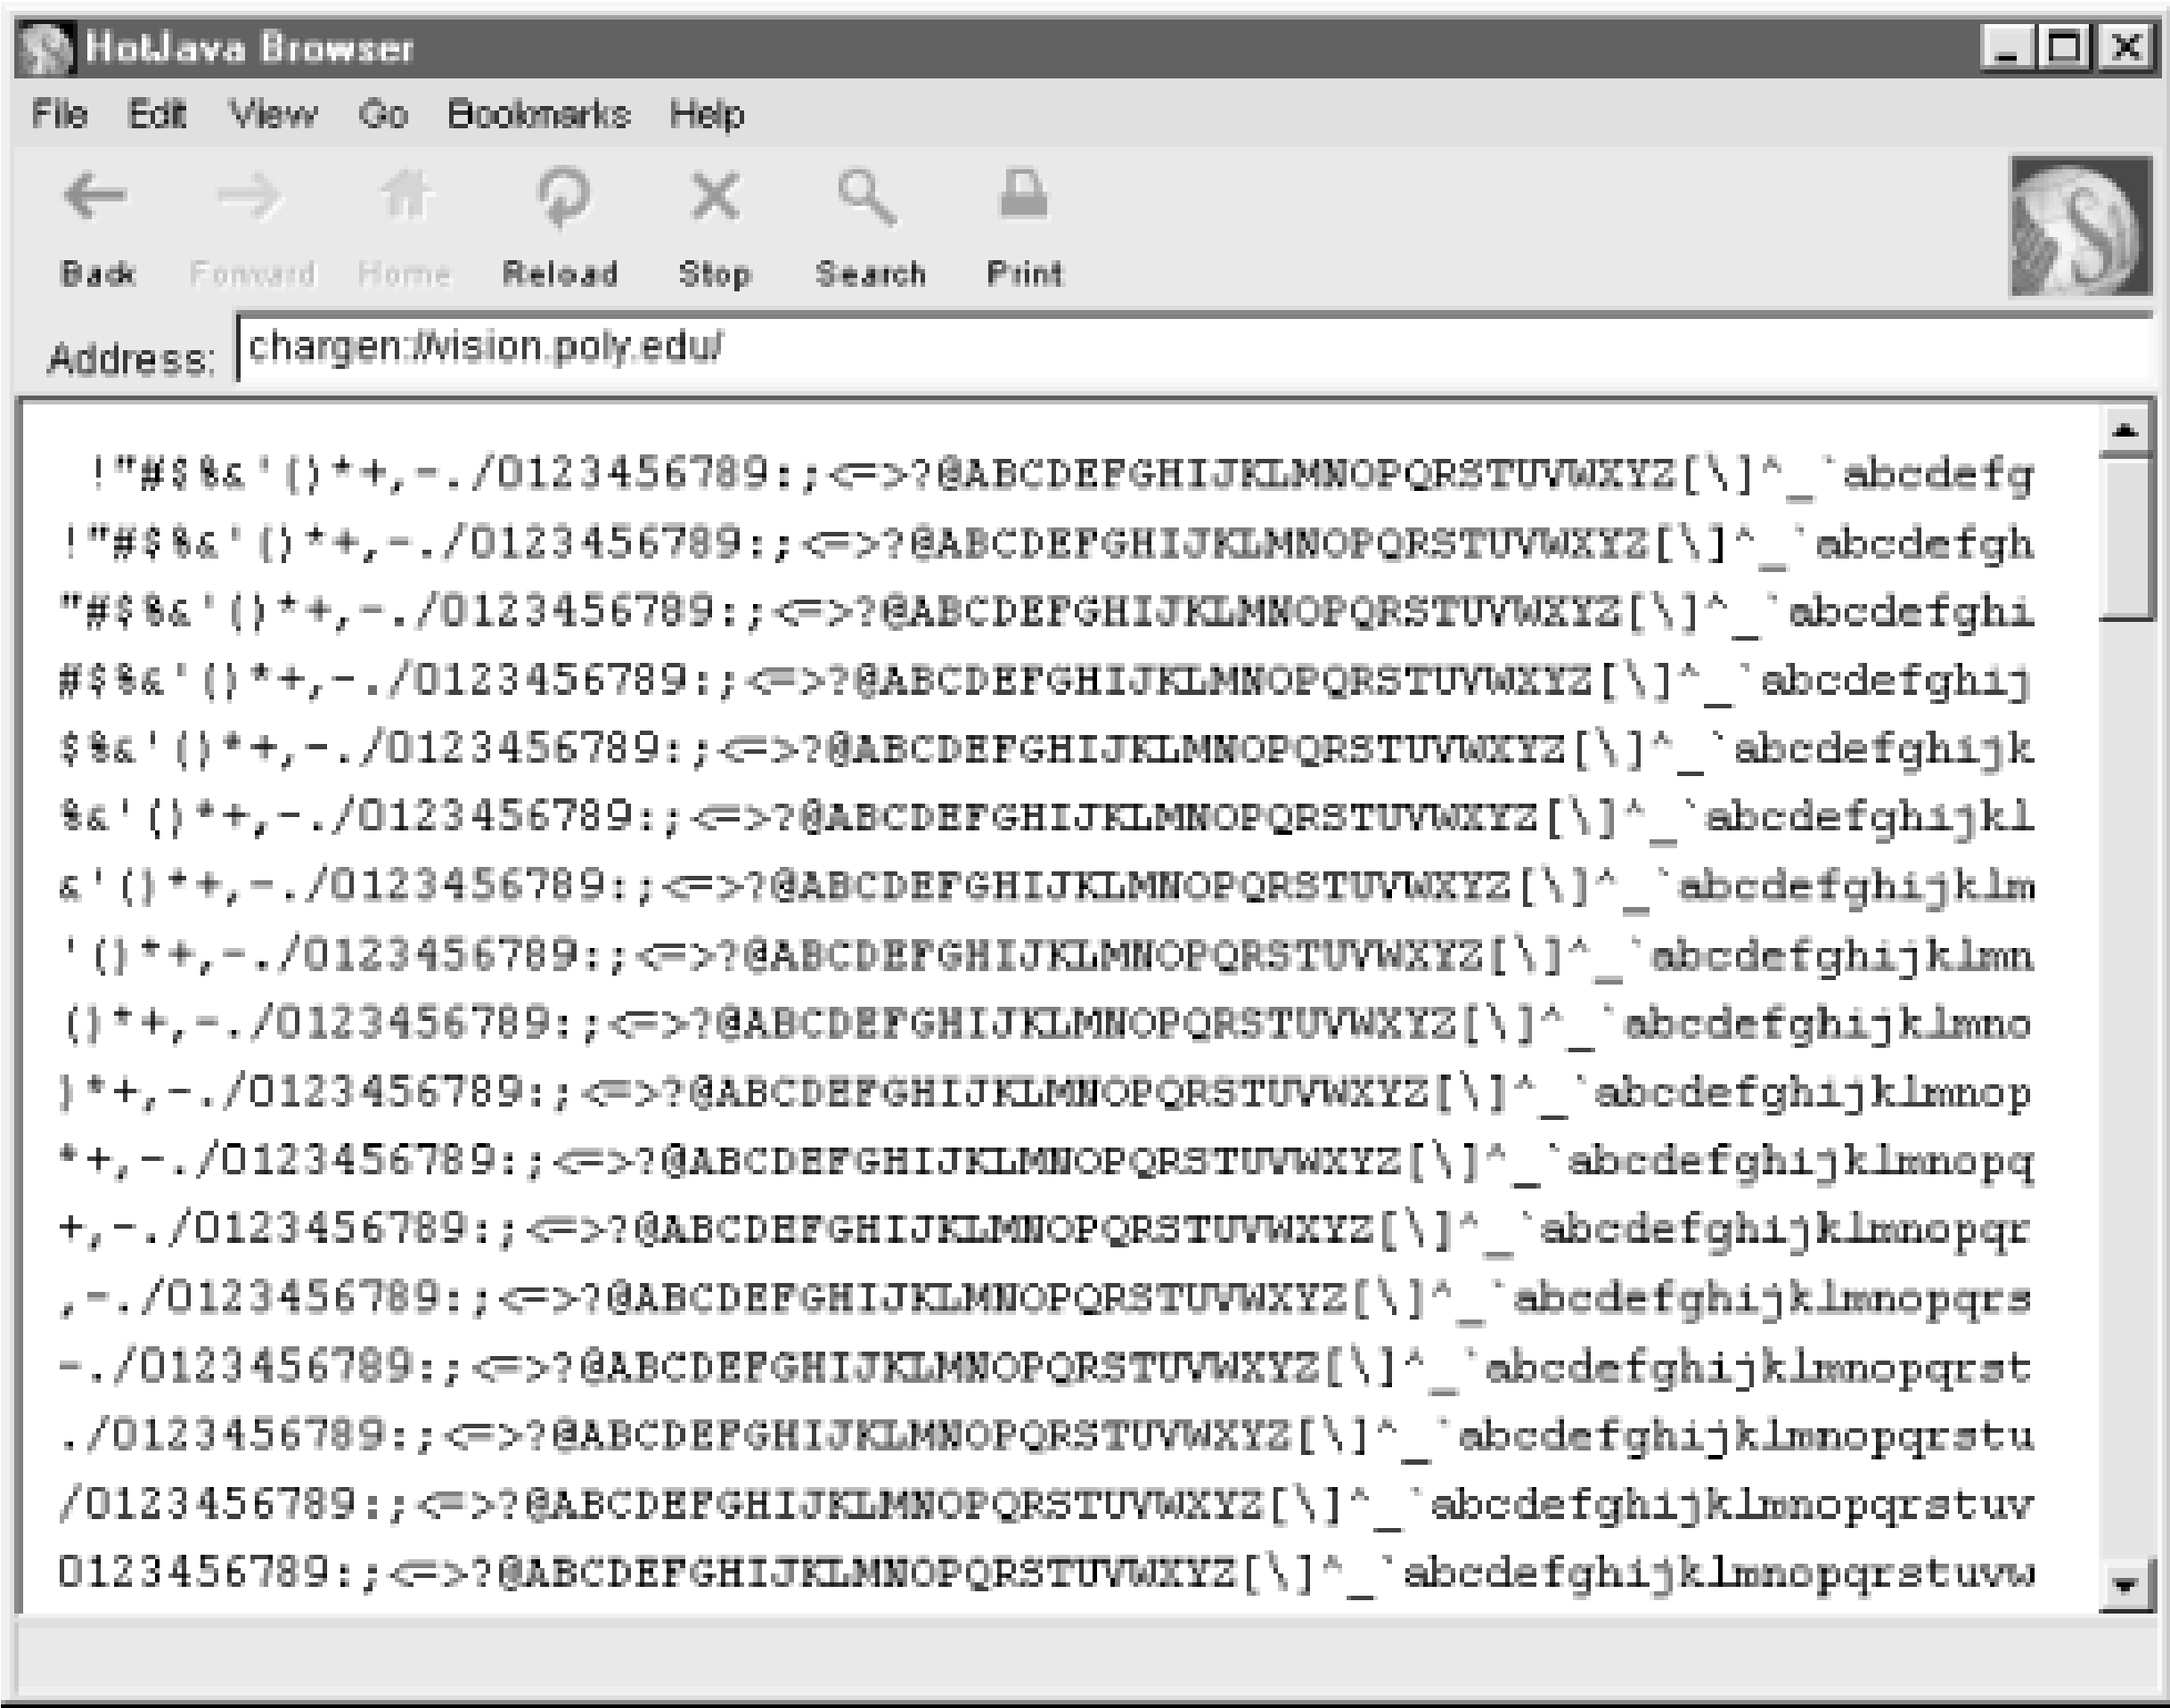 HotJava Browser
File Edit View Go Bookmarks Help
Back Forward Home Reload Stop Search Print
Address: chargen://vision.poly.edu/
 !"#$%&'()*+,-./0123456789:;<=>?@ABCDEFGHIJKLMNOPQRSTUVWXYZ[\]^_`abcdefg
!"#$%&'()*+,-./0123456789:;<=>?@ABCDEFGHIJKLMNOPQRSTUVWXYZ[\]^_`abcdefgh
"#$%&'()*+,-./0123456789:;<=>?@ABCDEFGHIJKLMNOPQRSTUVWXYZ[\]^_`abcdefghi
#$%&'()*+,-./0123456789:;<=>?@ABCDEFGHIJKLMNOPQRSTUVWXYZ[\]^_`abcdefghij
$%&'()*+,-./0123456789:;<=>?@ABCDEFGHIJKLMNOPQRSTUVWXYZ[\]^_`abcdefghijk
%&'()*+,-./0123456789:;<=>?@ABCDEFGHIJKLMNOPQRSTUVWXYZ[\]^_`abcdefghijkl
&'()*+,-./0123456789:;<=>?@ABCDEFGHIJKLMNOPQRSTUVWXYZ[\]^_`abcdefghijklm
'()*+,-./0123456789:;<=>?@ABCDEFGHIJKLMNOPQRSTUVWXYZ[\]^_`abcdefghijklmn
()*+,-./0123456789:;<=>?@ABCDEFGHIJKLMNOPQRSTUVWXYZ[\]^_`abcdefghijklmno
)*+,-./0123456789:;<=>?@ABCDEFGHIJKLMNOPQRSTUVWXYZ[\]^_`abcdefghijklmnop
*+,-./0123456789:;<=>?@ABCDEFGHIJKLMNOPQRSTUVWXYZ[\]^_`abcdefghijklmnopq
+,-./0123456789:;<=>?@ABCDEFGHIJKLMNOPQRSTUVWXYZ[\]^_`abcdefghijklmnopqr
,-./0123456789:;<=>?@ABCDEFGHIJKLMNOPQRSTUVWXYZ[\]^_`abcdefghijklmnopqrs
-./0123456789:;<=>?@ABCDEFGHIJKLMNOPQRSTUVWXYZ[\]^_`abcdefghijklmnopqrst
./0123456789:;<=>?@ABCDEFGHIJKLMNOPQRSTUVWXYZ[\]^_`abcdefghijklmnopqrstu
/0123456789:;<=>?@ABCDEFGHIJKLMNOPQRSTUVWXYZ[\]^_`abcdefghijklmnopqrstuv
0123456789:;<=>?@ABCDEFGHIJKLMNOPQRSTUVWXYZ[\]^_`abcdefghijklmnopqrstuvw